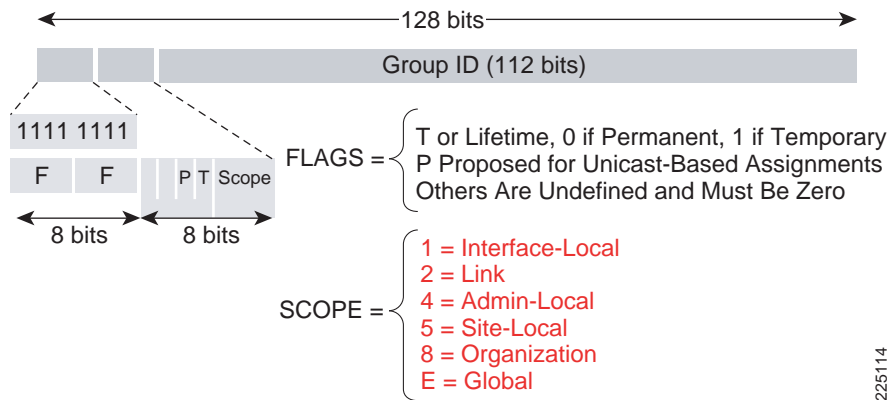 128 bits
Group ID (112 bits)
1111 1111
F F P T Scope
8 bits 8 bits
FLAGS =
T or Lifetime, 0 if Permanent, 1 if Temporary
P Proposed for Unicast-Based Assignments
Others Are Undefined and Must Be Zero
SCOPE =
1 = Interface-Local
2 = Link
4 = Admin-Local
5 = Site-Local
8 = Organization
E = Global
225114